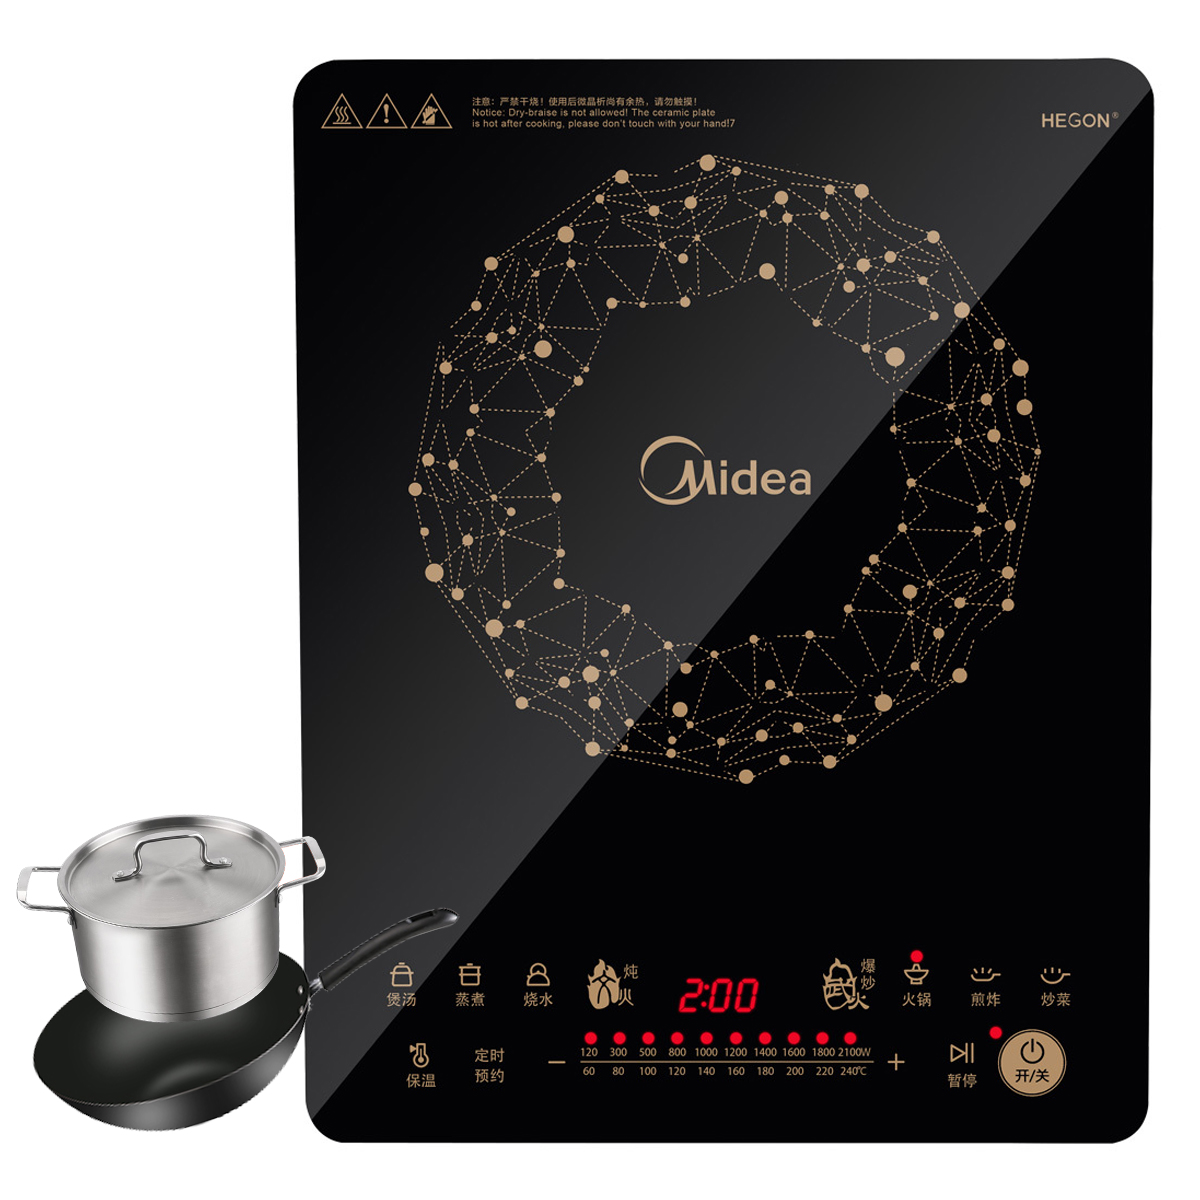 注意：严禁干烧！使用后微晶析尚有余热，请勿触摸！
Notice: Dry-braise is not allowed! The ceramic plate
is hot after cooking, please don't touch with your hand!7
HEGON®
Midea
煲汤
蒸煮
烧水
炖
火
2:00
爆
炒
武火
火锅
煎炸
炒菜
保温
定时
预约
120 300 500 800 1000 1200 1400 1600 1800 2100W
60 80 100 120 140 160 180 200 220 240℃
− +
暂停
开/关